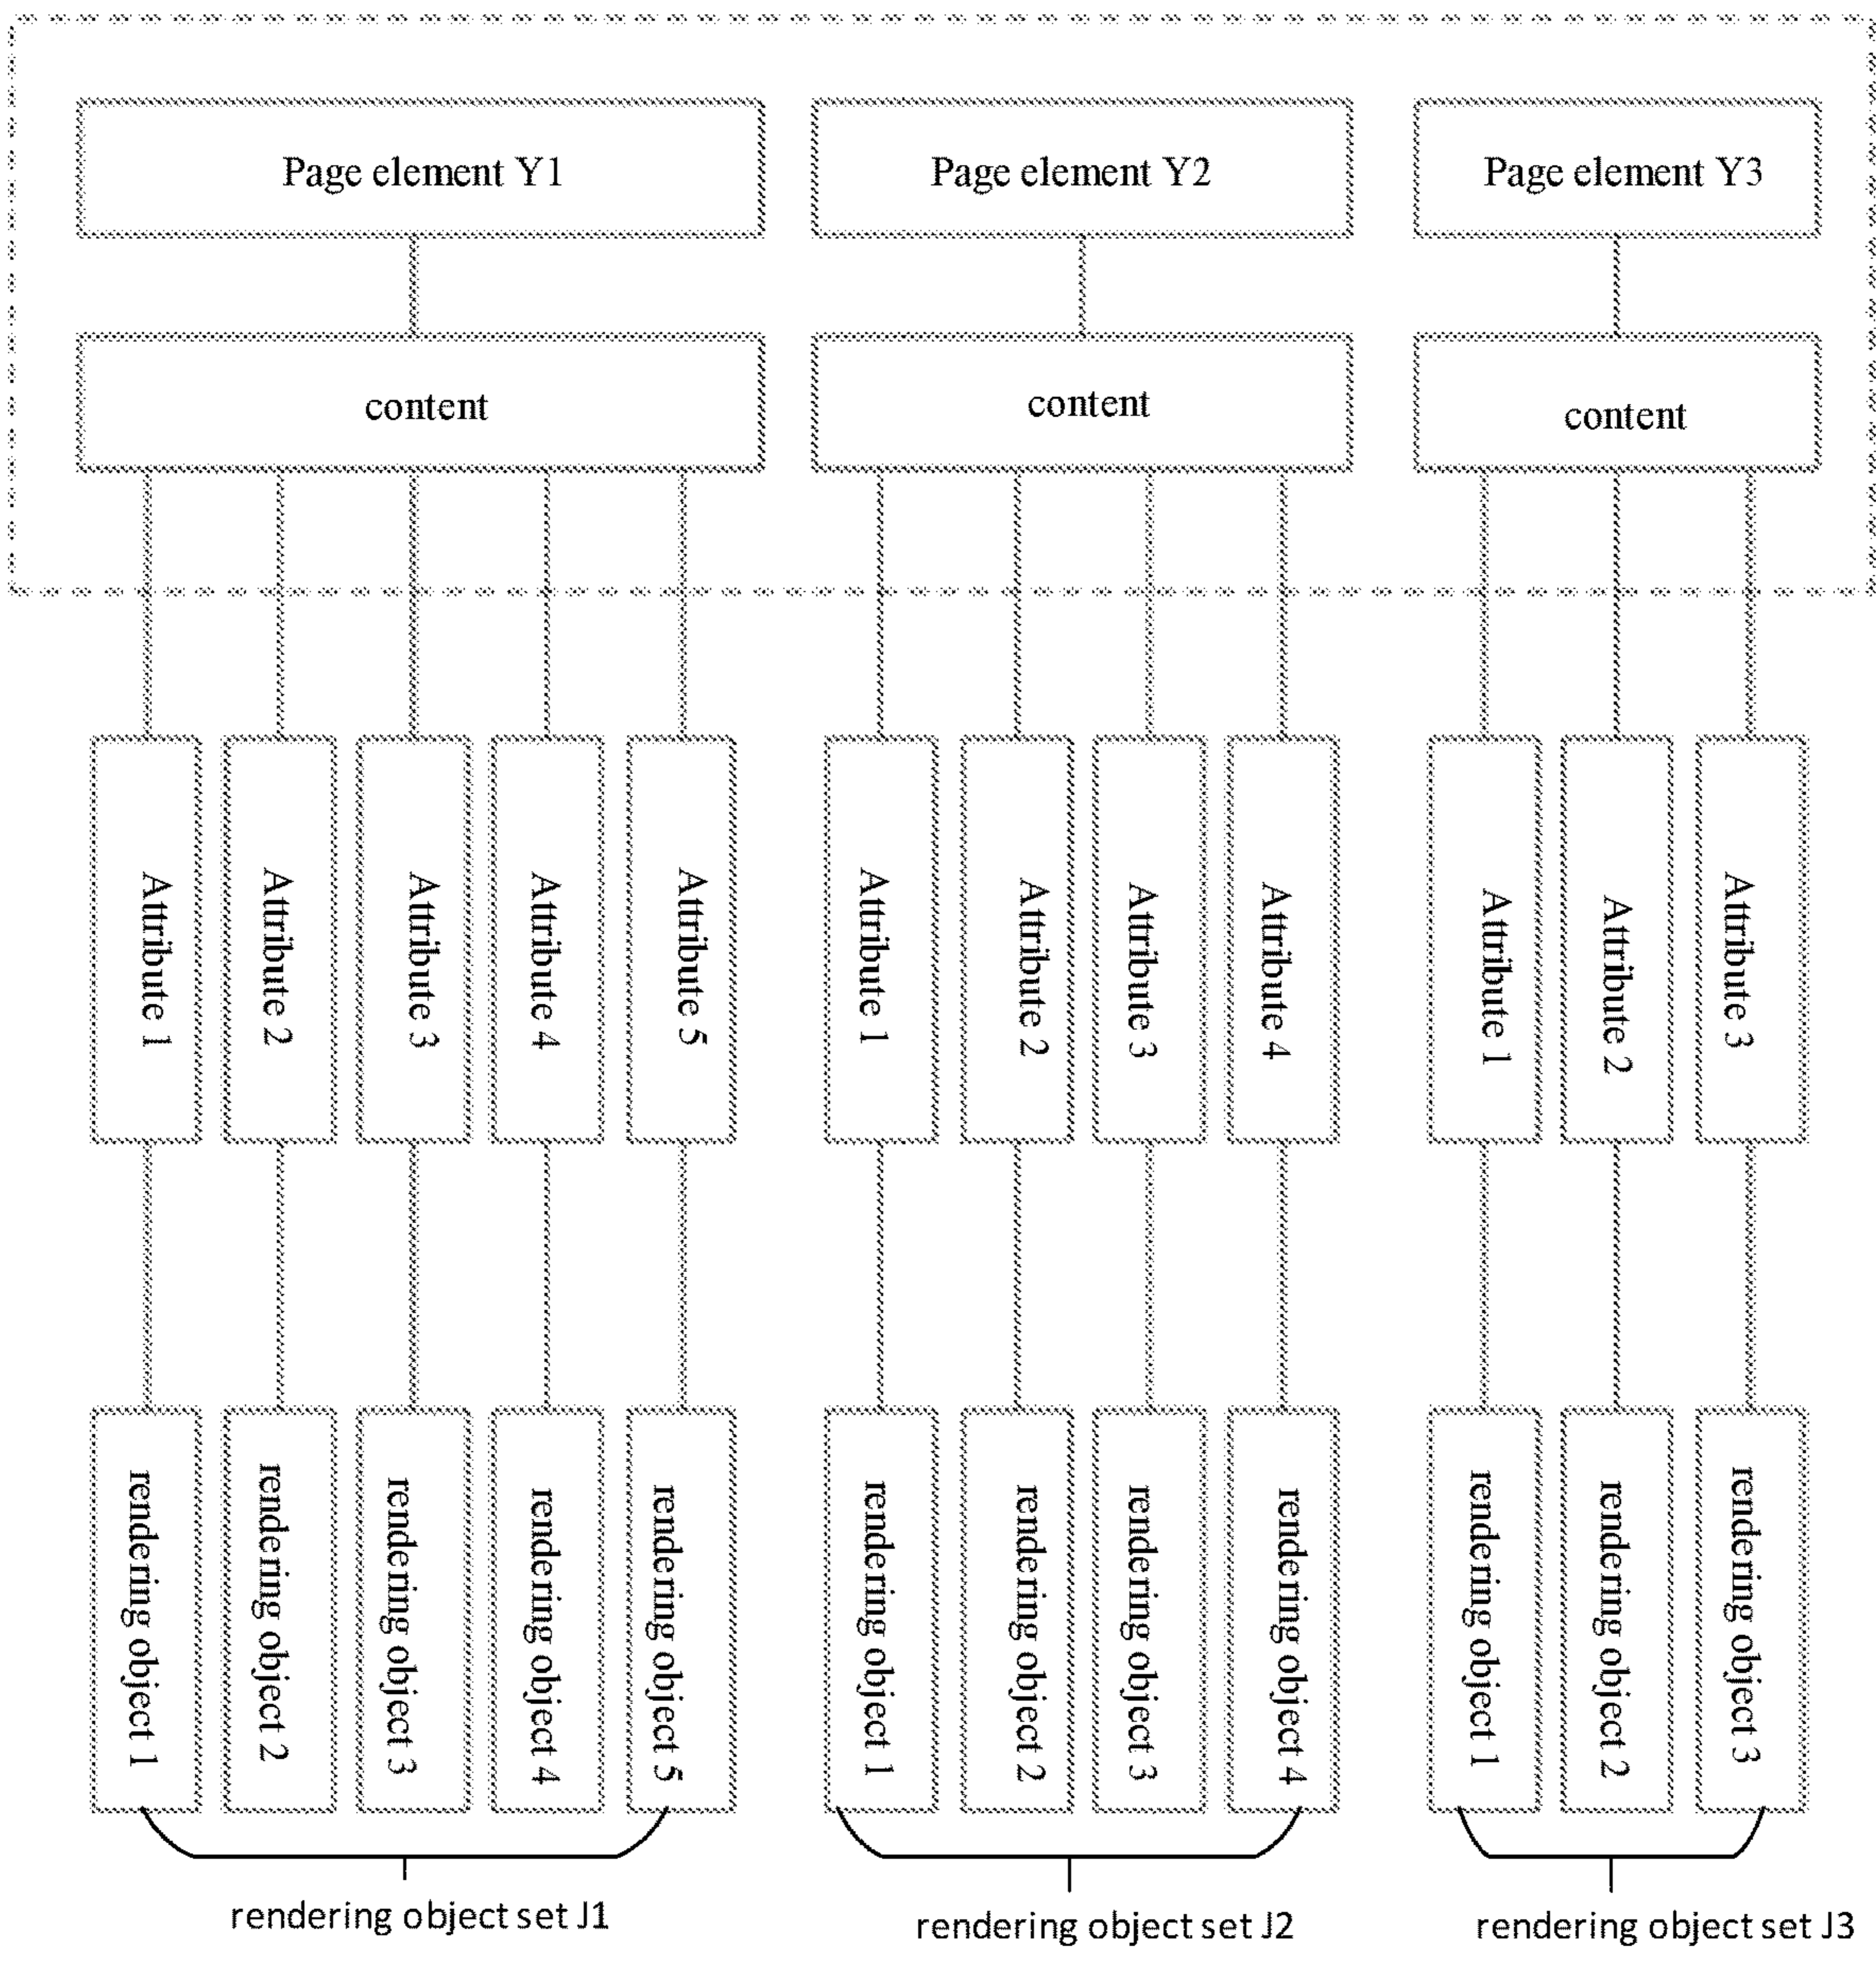 Page element Y1
Page element Y2
Page element Y3
content
content
content
Attribute 1
Attribute 2
Attribute 3
Attribute 4
Attribute 5
Attribute 1
Attribute 2
Attribute 3
Attribute 4
Attribute 1
Attribute 2
Attribute 3
rendering object 1
rendering object 2
rendering object 3
rendering object 4
rendering object 5
rendering object 1
rendering object 2
rendering object 3
rendering object 4
rendering object 1
rendering object 2
rendering object 3
rendering object set J1
rendering object set J2
rendering object set J3